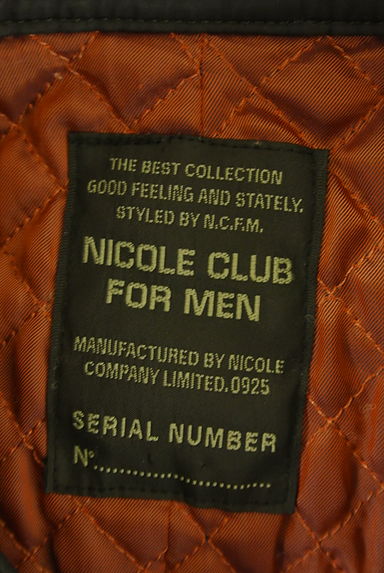 THE BEST COLLECTION
GOOD FEELING AND STATELY.
STYLED BY N.C.F.M.
NICOLE CLUB
FOR MEN
MANUFACTURED BY NICOLE
COMPANY LIMITED.0925
SERIAL NUMBER
Nº..............................